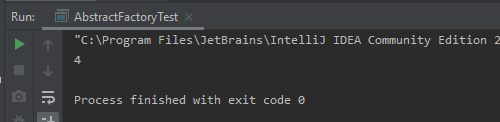 Run: AbstractFactoryTest
"C:\Program Files\JetBrains\IntelliJ IDEA Community Edition 2
4
Process finished with exit code 0